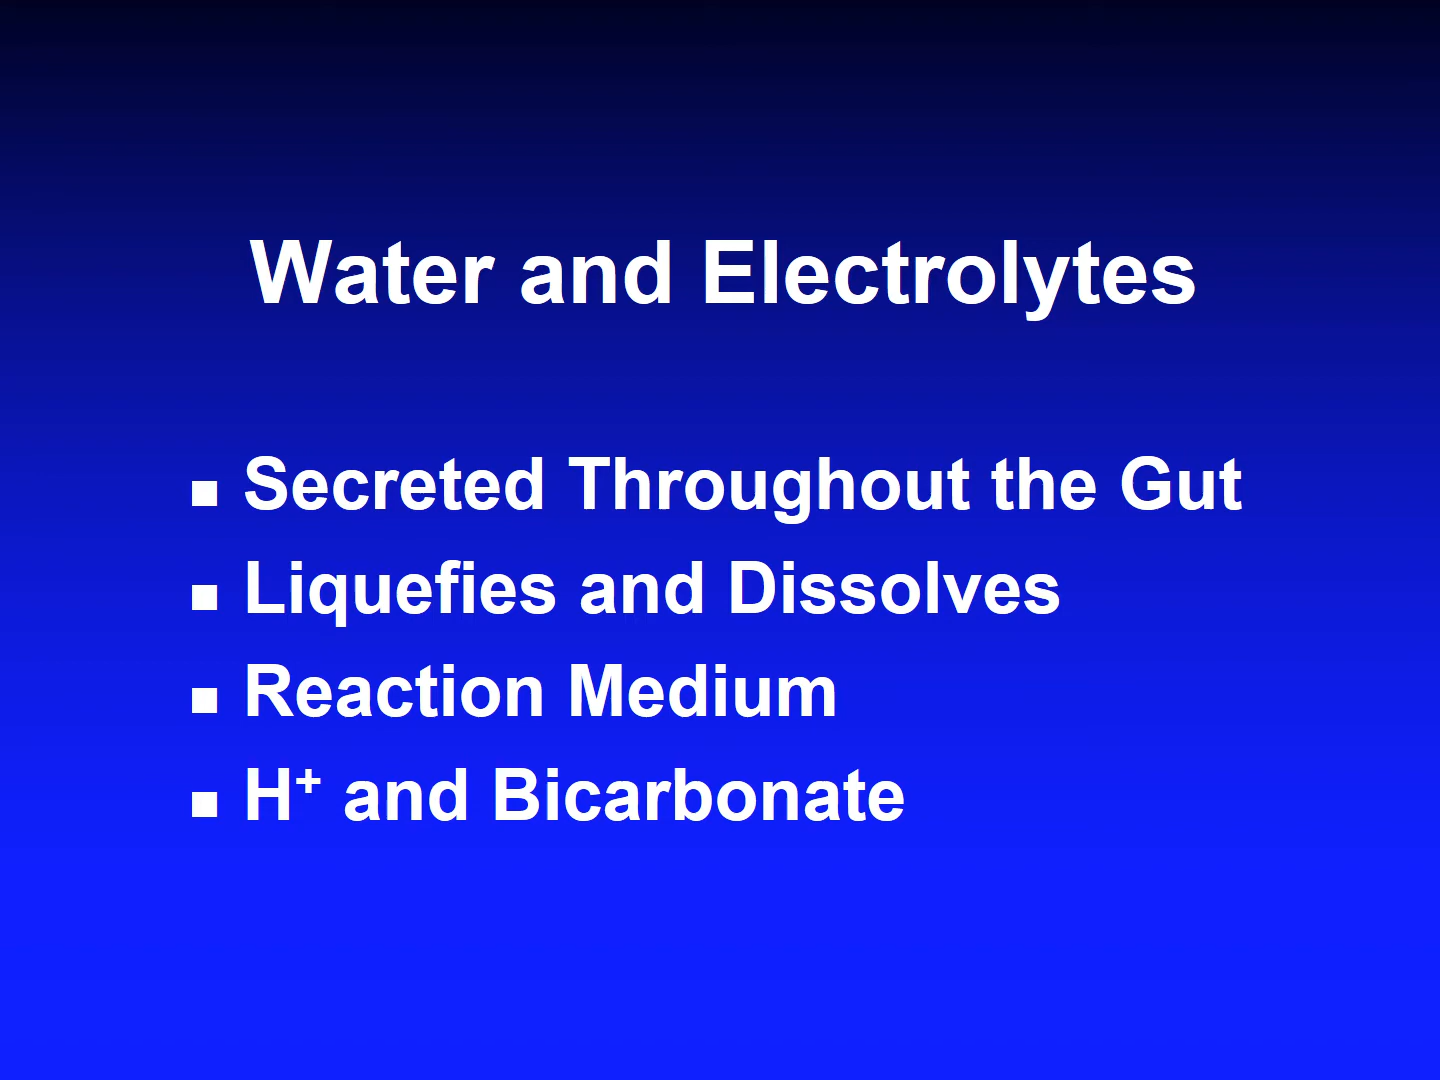 Water and Electrolytes
■ Secreted Throughout the Gut
■ Liquefies and Dissolves
■ Reaction Medium
■ H⁺ and Bicarbonate